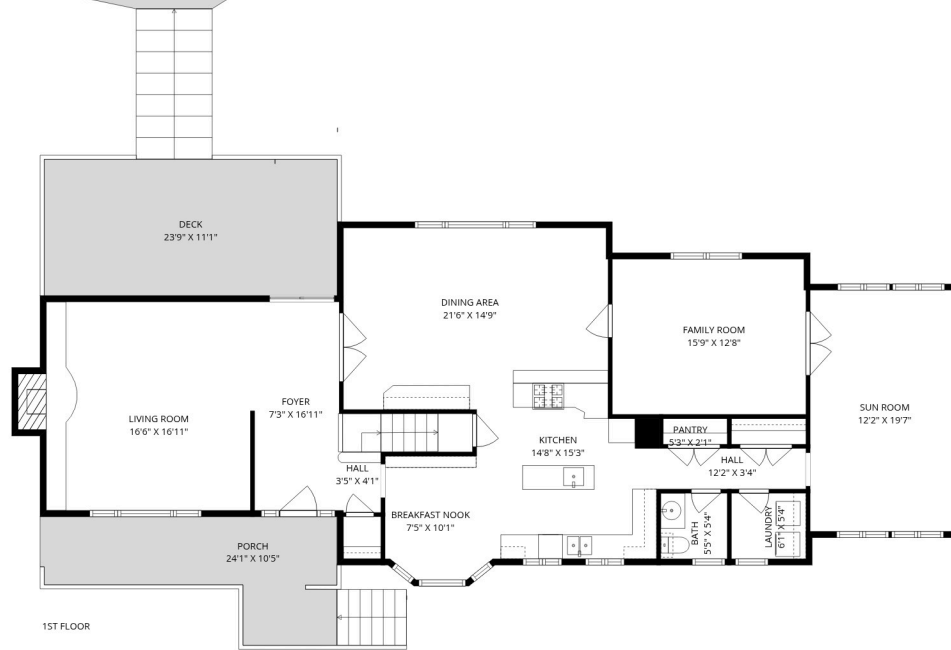 DECK
23'9" X 11'1"
DINING AREA
21'6" X 14'9"
FAMILY ROOM
15'9" X 12'8"
FOYER
7'3" X 16'11"
LIVING ROOM
16'6" X 16'11"
SUN ROOM
12'2" X 19'7"
KITCHEN
14'8" X 15'3"
PANTRY
5'3" X 2'1"
HALL
12'2" X 3'4"
HALL
3'5" X 4'1"
BREAKFAST NOOK
7'5" X 10'1"
BATH
5'5" X 5'4"
LAUNDRY
6'1" X 5'4"
PORCH
24'1" X 10'5"
1ST FLOOR